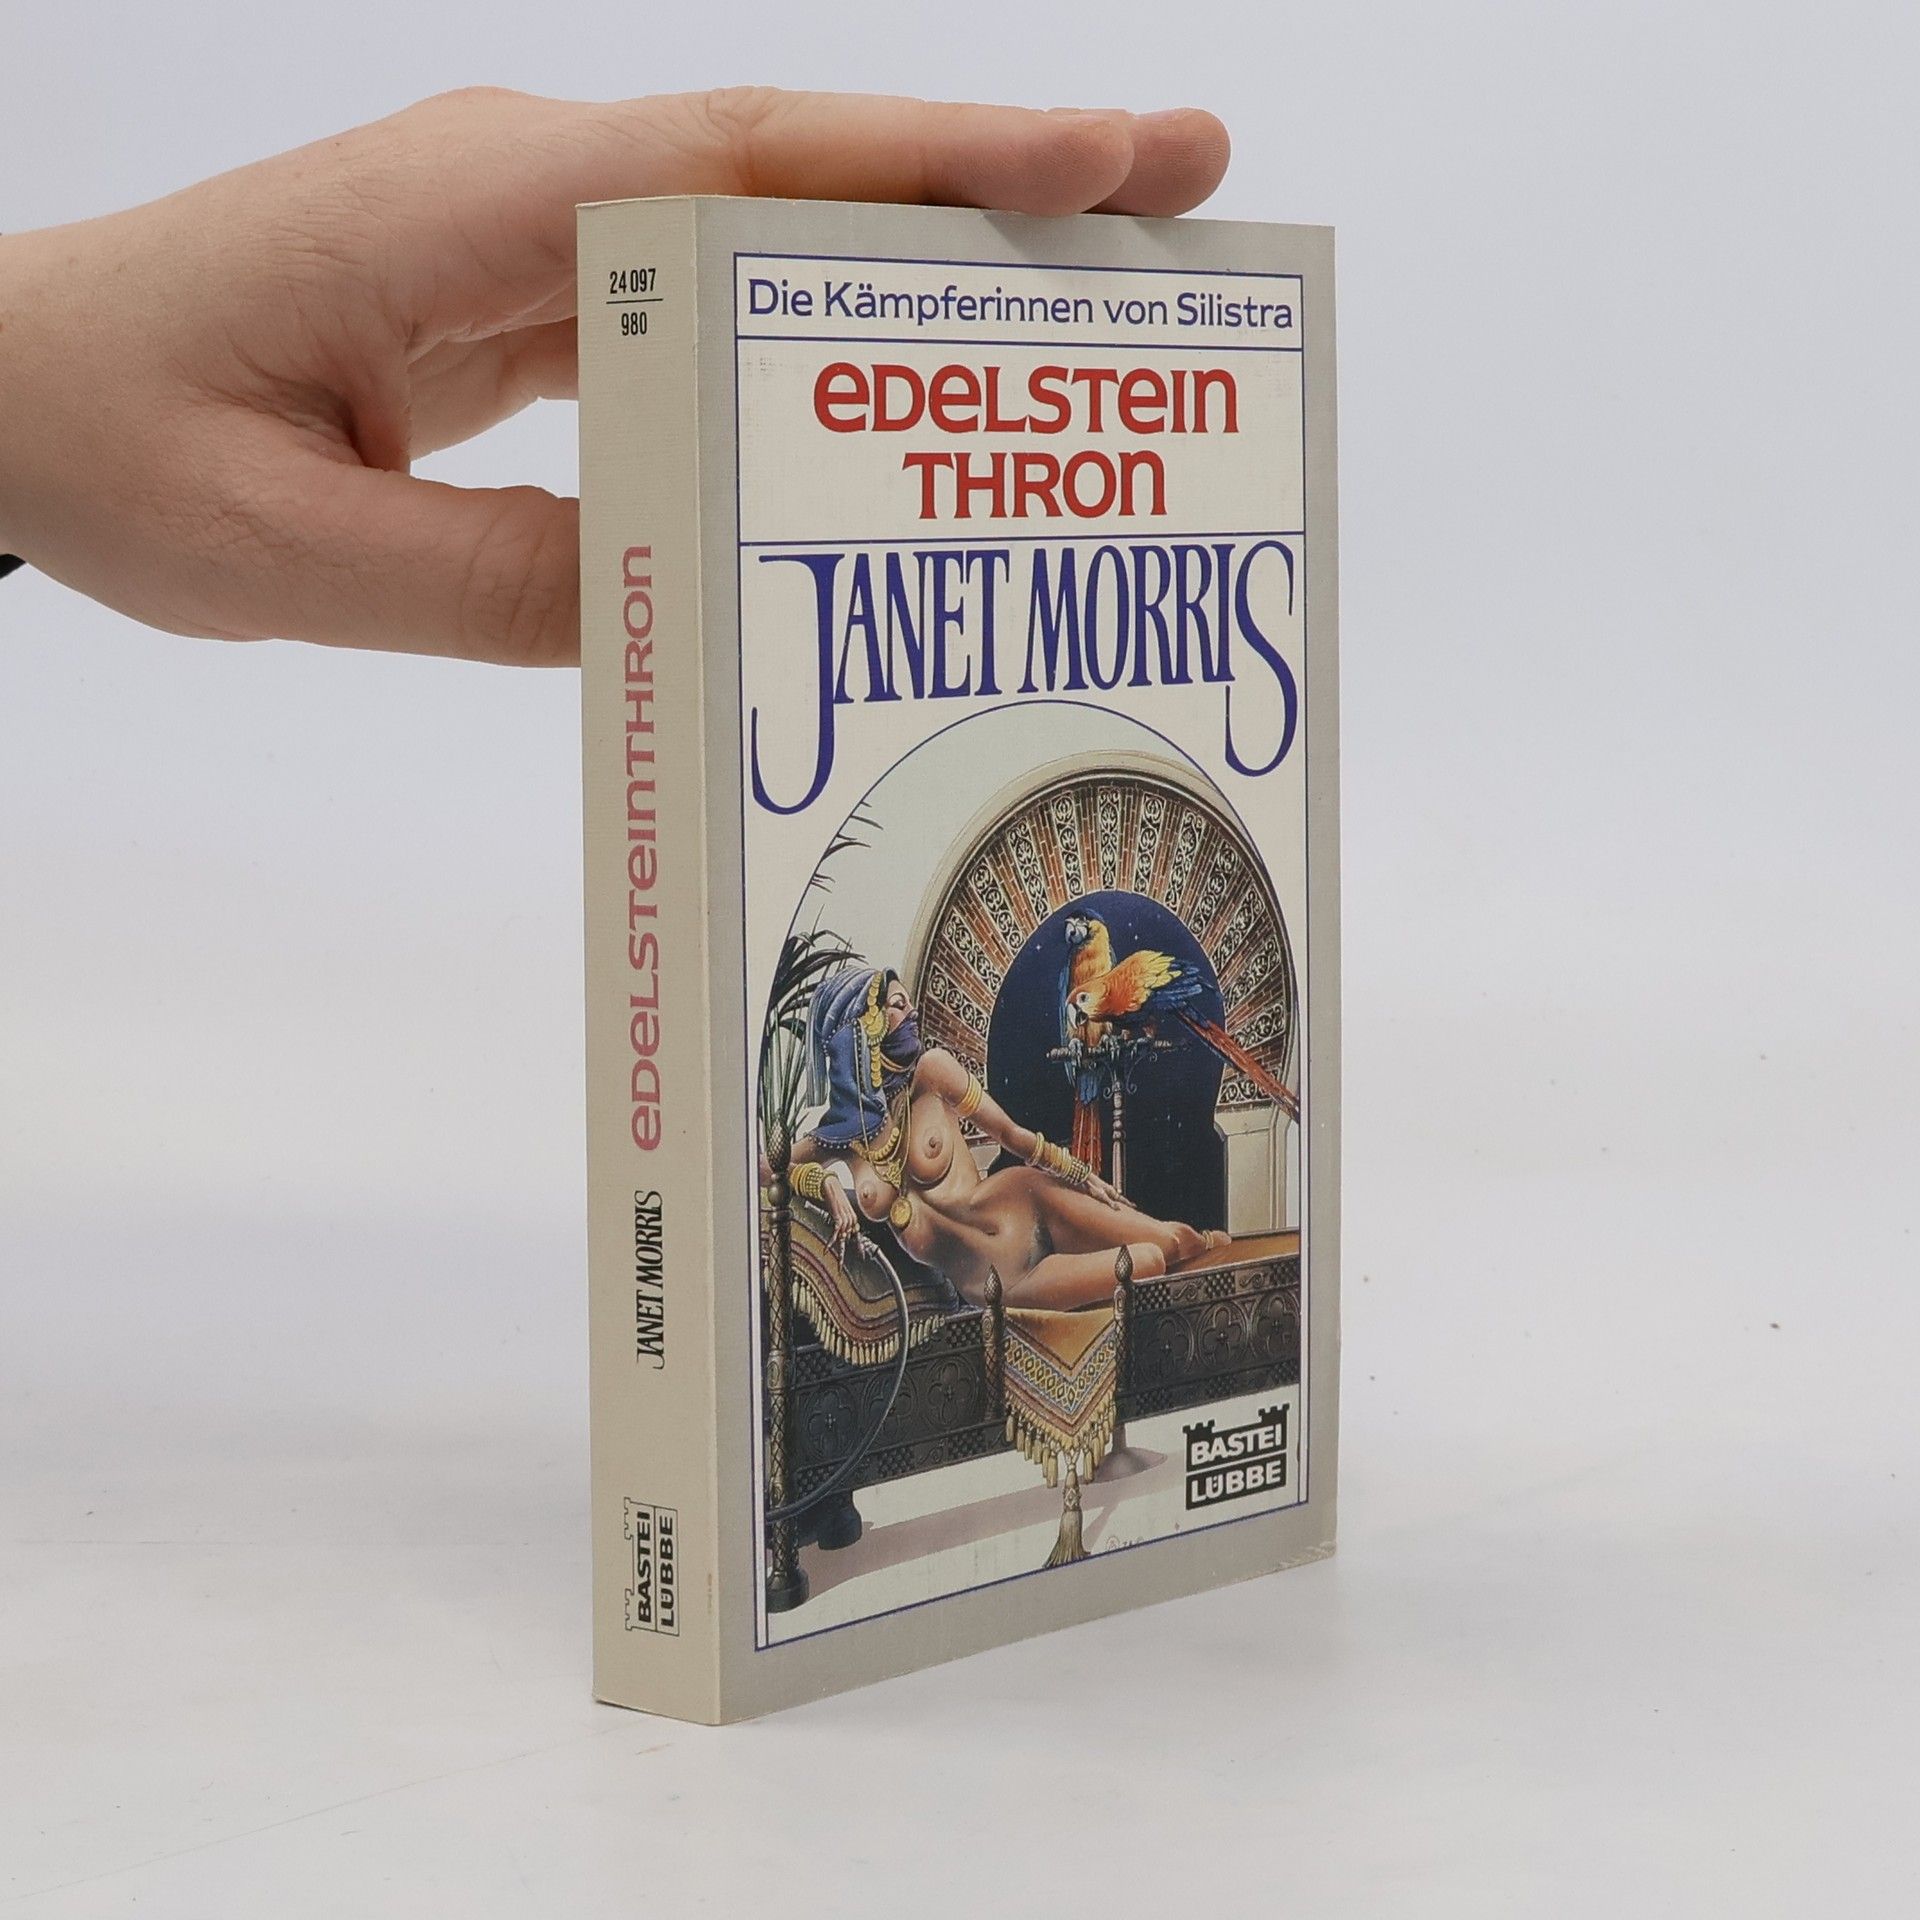 24 097
980
EDELSTEINTHRON
JANET MORRIS
BASTEI
LÜBBE
Die Kämpferinnen von Silistra
EDELSTEIN
THRON
JANET MORRIS
BASTEI
LÜBBE